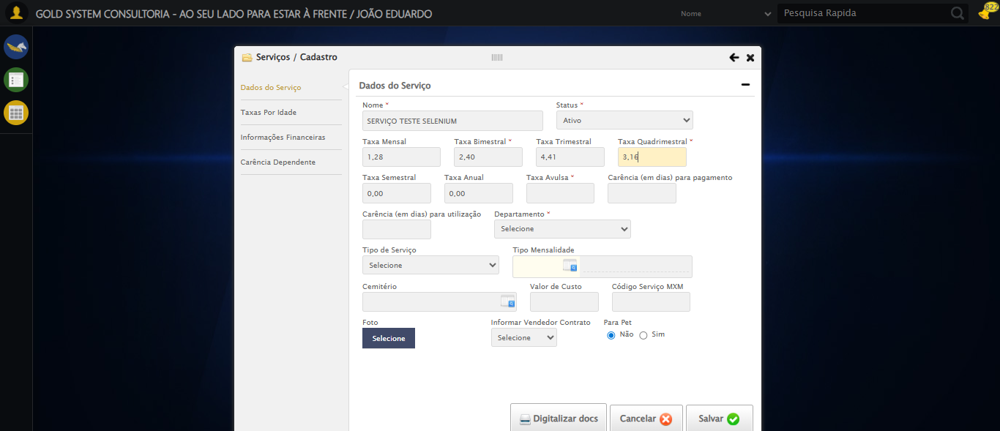 GOLD SYSTEM CONSULTORIA - AO SEU LADO PARA ESTAR À FRENTE / JOÃO EDUARDO
Nome
Pesquisa Rapida
822
Serviços / Cadastro
Dados do Serviço
Taxas Por Idade
Informações Financeiras
Carência Dependente
Dados do Serviço
Nome * Status *
SERVIÇO TESTE SELENIUM Ativo
Taxa Mensal Taxa Bimestral * Taxa Trimestral Taxa Quadrimestral *
1,28 2,40 4,41 3,16
Taxa Semestral Taxa Anual Taxa Avulsa * Carência (em dias) para pagamento
0,00 0,00
Carência (em dias) para utilização Departamento *
Selecione
Tipo de Serviço Tipo Mensalidade
Selecione
Cemitério Valor de Custo Código Serviço MXM
Foto Informar Vendedor Contrato Para Pet
Selecione Selecione Não Sim
Digitalizar docs Cancelar Salvar